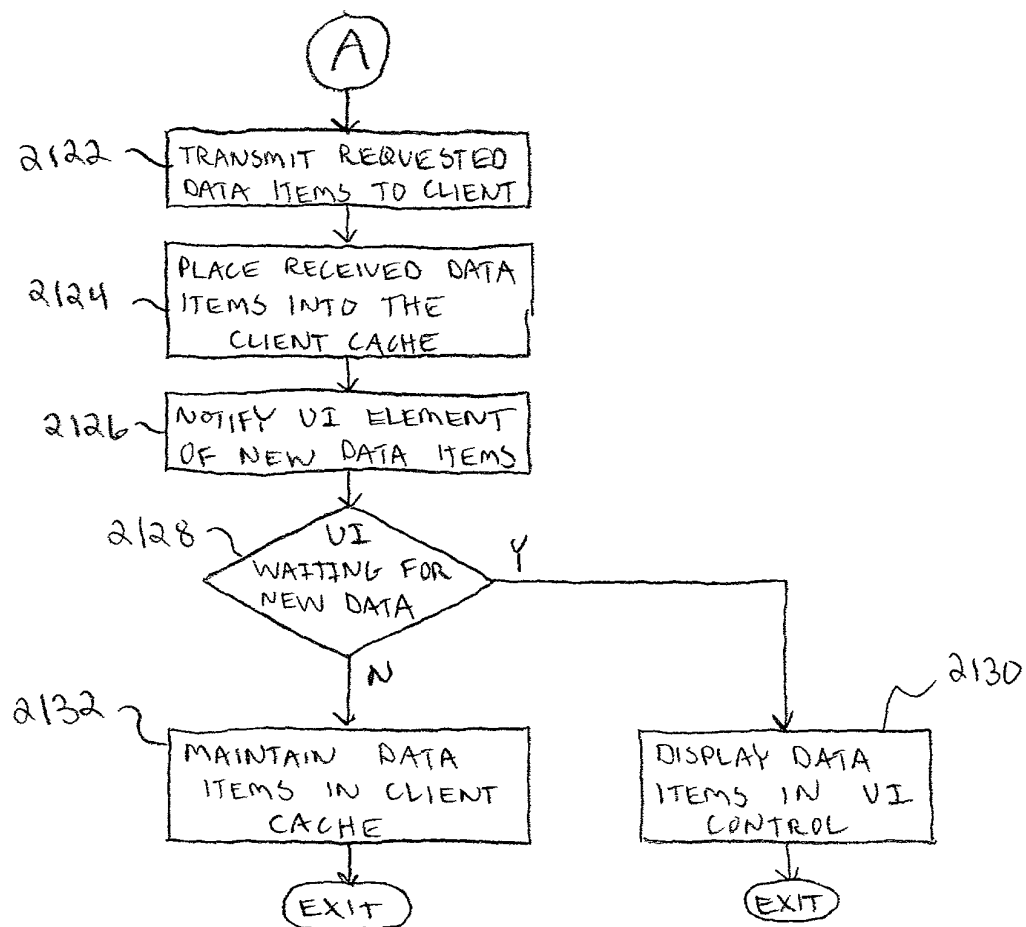 A
2122
TRANSMIT REQUESTED
DATA ITEMS TO CLIENT
2124
PLACE RECEIVED DATA
ITEMS INTO THE
CLIENT CACHE
2126
NOTIFY UI ELEMENT
OF NEW DATA ITEMS
2128
UI
WAITING FOR
NEW DATA
Y
N
2132
MAINTAIN DATA
ITEMS IN CLIENT
CACHE
EXIT
2130
DISPLAY DATA
ITEMS IN UI
CONTROL
EXIT